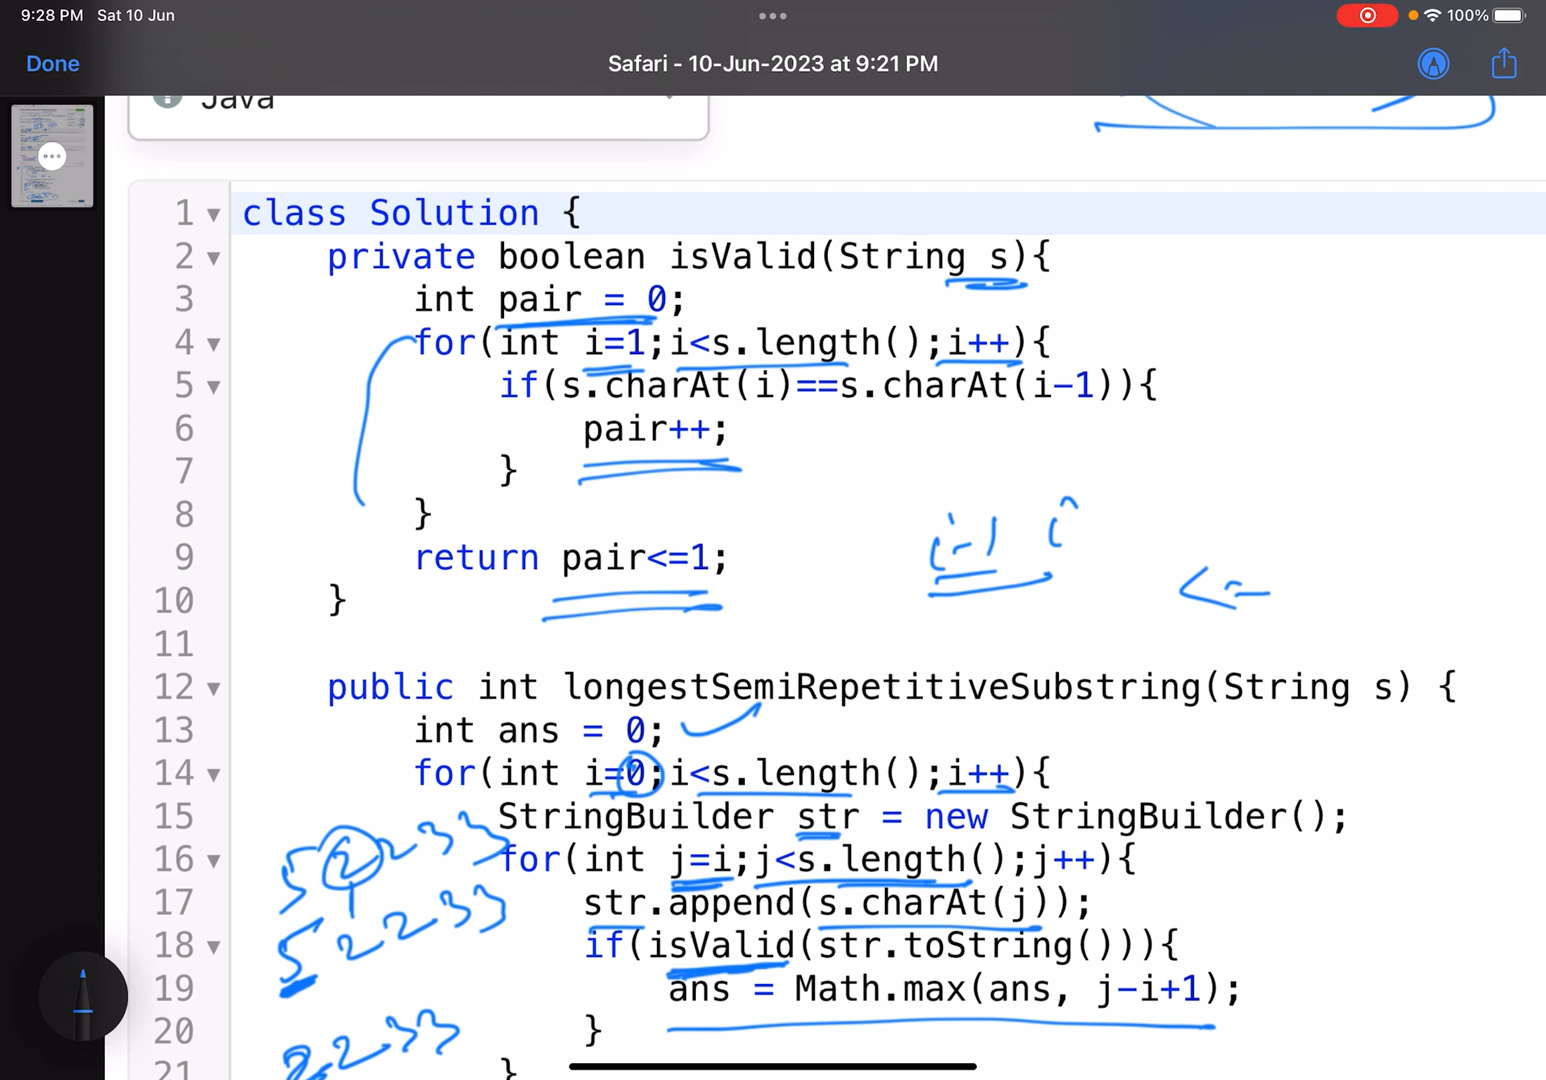 9:28 PM Sat 10 Jun
100%
Done
Safari - 10-Jun-2023 at 9:21 PM
Java
1 class Solution {
2 private boolean isValid(String s){
3 int pair = 0;
4 for(int i=1;i<s.length();i++){
5 if(s.charAt(i)==s.charAt(i-1)){
6 pair++;
7 }
8 }
9 return pair<=1;
10 }
i-1 i
<=
11
12 public int longestSemiRepetitiveSubstring(String s) {
13 int ans = 0;
14 for(int i=0;i<s.length();i++){
15 StringBuilder str = new StringBuilder();
16 for(int j=i;j<s.length();j++){
17 str.append(s.charAt(j));
18 if(isValid(str.toString())){
19 ans = Math.max(ans, j-i+1);
20 }
21 }
52233
52233
2233